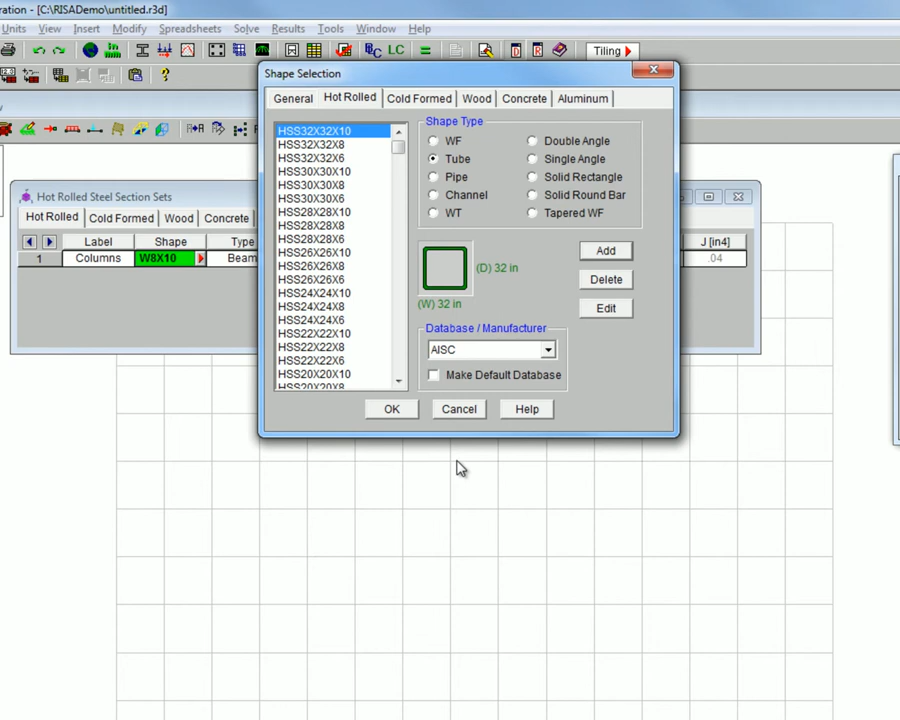 ration - [C:\RISADemo\untitled.r3d]
Units View Insert Modify Spreadsheets Solve Results Tools Window Help
LC = D R Tiling
Shape Selection
General Hot Rolled Cold Formed Wood Concrete Aluminum
HSS32X32X10
HSS32X32X8
HSS32X32X6
HSS30X30X10
HSS30X30X8
HSS30X30X6
HSS28X28X10
HSS28X28X8
HSS28X28X6
HSS26X26X10
HSS26X26X8
HSS26X26X6
HSS24X24X10
HSS24X24X8
HSS24X24X6
HSS22X22X10
HSS22X22X8
HSS22X22X6
HSS20X20X10
HSS20X20X8
Shape Type
WF Double Angle
Tube Single Angle
Pipe Solid Rectangle
Channel Solid Round Bar
WT Tapered WF
(D) 32 in
(W) 32 in
Add
Delete
Edit
Database / Manufacturer
AISC
Make Default Database
OK Cancel Help
Hot Rolled Steel Section Sets
Hot Rolled Cold Formed Wood Concrete
Label Shape Type J [in4]
1 Columns W8X10 Beam .04